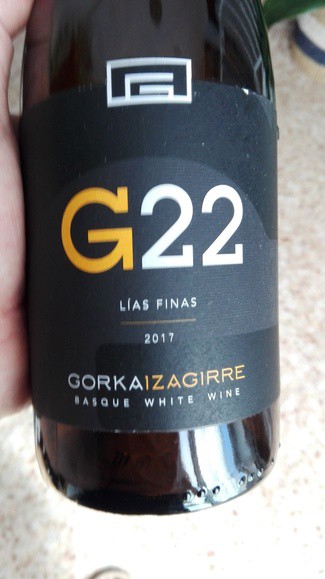 G22
LÍAS FINAS
2017
GORKAIZAGIRRE
BASQUE WHITE WINE